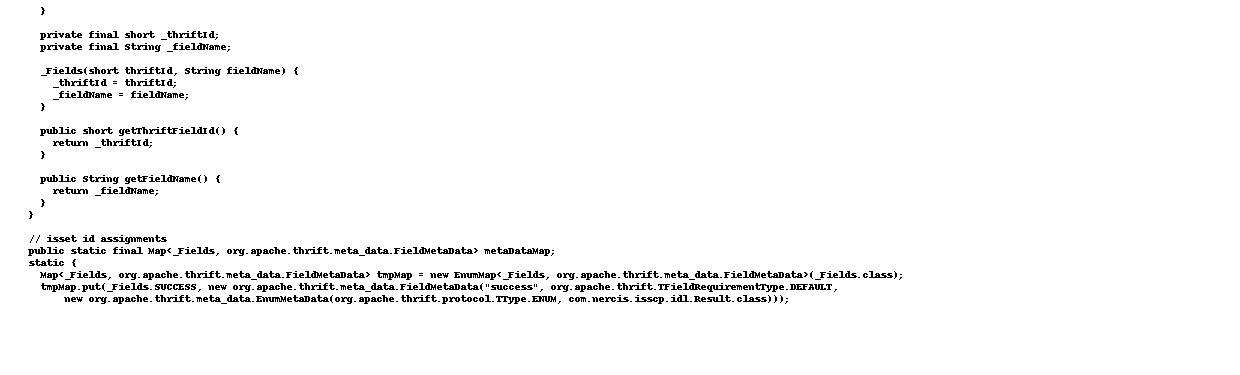 }
private final short _thriftId;
private final String _fieldName;
_Fields(short thriftId, String fieldName) {
_thriftId = thriftId;
_fieldName = fieldName;
}
public short getThriftFieldId() {
return _thriftId;
}
public String getFieldName() {
return _fieldName;
}
}
// isset id assignments
public static final Map<_Fields, org.apache.thrift.meta_data.FieldMetaData> metaDataMap;
static {
Map<_Fields, org.apache.thrift.meta_data.FieldMetaData> tmpMap = new EnumMap<_Fields, org.apache.thrift.meta_data.FieldMetaData>(_Fields.class);
tmpMap.put(_Fields.SUCCESS, new org.apache.thrift.meta_data.FieldMetaData("success", org.apache.thrift.TFieldRequirementType.DEFAULT,
new org.apache.thrift.meta_data.EnumMetaData(org.apache.thrift.protocol.TType.ENUM, com.nercis.isscp.idl.Result.class)));